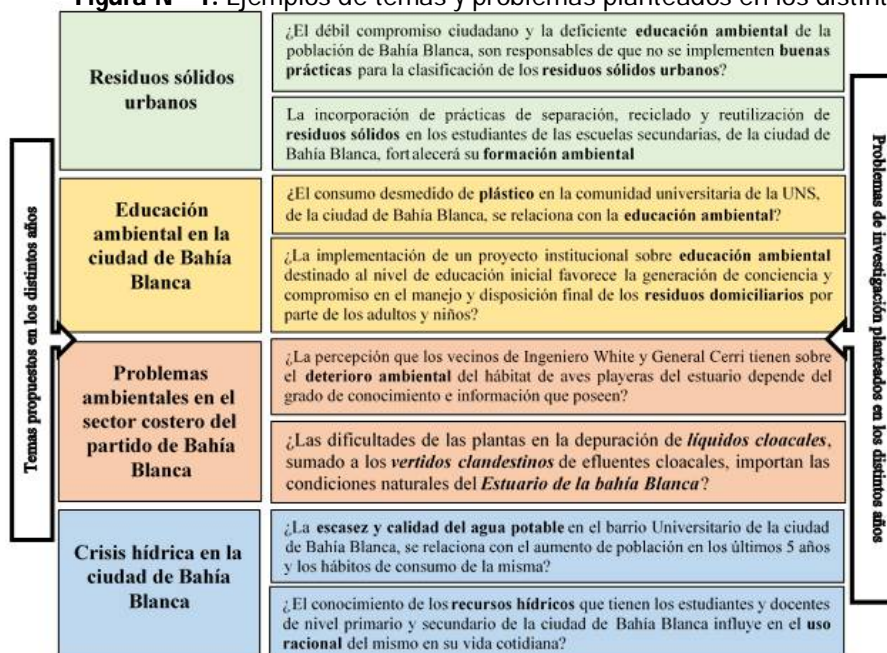 Figura N° 1. Ejemplos de temas y problemas planteados en los distint
Temas propuestos en los distintos años
Residuos sólidos
urbanos
¿El débil compromiso ciudadano y la deficiente educación ambiental de la
población de Bahía Blanca, son responsables de que no se implementen buenas
prácticas para la clasificación de los residuos sólidos urbanos?
La incorporación de prácticas de separación, reciclado y reutilización de
residuos sólidos en los estudiantes de las escuelas secundarias, de la ciudad de
Bahía Blanca, fortalecerá su formación ambiental
Educación
ambiental en la
ciudad de Bahía
Blanca
¿El consumo desmedido de plástico en la comunidad universitaria de la UNS,
de la ciudad de Bahía Blanca, se relaciona con la educación ambiental?
¿La implementación de un proyecto institucional sobre educación ambiental
destinado al nivel de educación inicial favorece la generación de conciencia y
compromiso en el manejo y disposición final de los residuos domiciliarios por
parte de los adultos y niños?
Problemas
ambientales en el
sector costero del
partido de Bahía
Blanca
¿La percepción que los vecinos de Ingeniero White y General Cerri tienen sobre
el deterioro ambiental del hábitat de aves playeras del estuario depende del
grado de conocimiento e información que poseen?
¿Las dificultades de las plantas en la depuración de líquidos cloacales,
sumado a los vertidos clandestinos de efluentes cloacales, importan las
condiciones naturales del Estuario de la bahía Blanca?
Crisis hídrica en la
ciudad de Bahía
Blanca
¿La escasez y calidad del agua potable en el barrio Universitario de la ciudad
de Bahía Blanca, se relaciona con el aumento de población en los últimos 5 años
y los hábitos de consumo de la misma?
¿El conocimiento de los recursos hídricos que tienen los estudiantes y docentes
de nivel primario y secundario de la ciudad de Bahía Blanca influye en el uso
racional del mismo en su vida cotidiana?
Problemas de investigación planteados en los distintos años